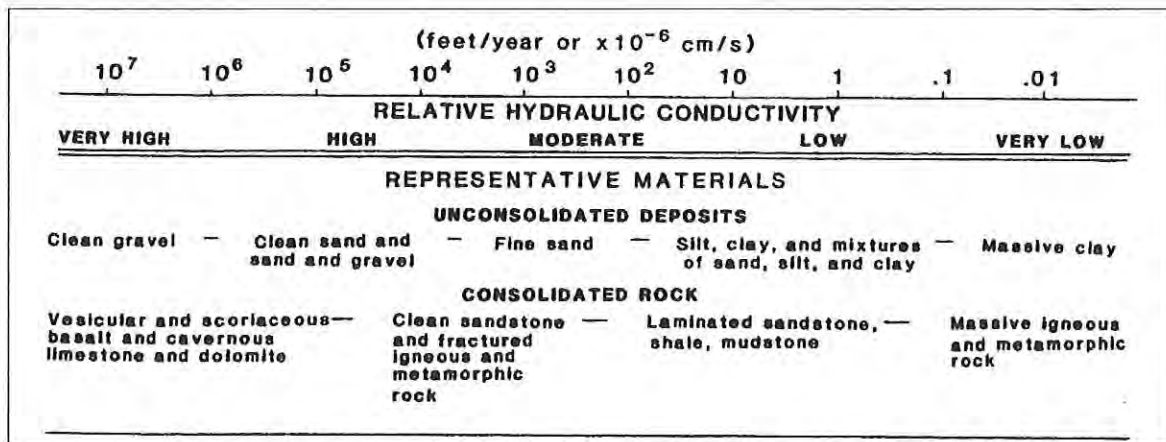 (feet/year or x10⁻⁶ cm/s)
10⁷ 10⁶ 10⁵ 10⁴ 10³ 10² 10 1 .1 .01
RELATIVE HYDRAULIC CONDUCTIVITY
VERY HIGH HIGH MODERATE LOW VERY LOW
REPRESENTATIVE MATERIALS
UNCONSOLIDATED DEPOSITS
Clean gravel — Clean sand and — Fine sand — Silt, clay, and mixtures — Massive clay
sand and gravel of sand, silt, and clay
CONSOLIDATED ROCK
Vesicular and scoriaceous— Clean sandstone — Laminated sandstone, — Massive igneous
basalt and cavernous and fractured shale, mudstone and metamorphic
limestone and dolomite igneous and rock
metamorphic
rock